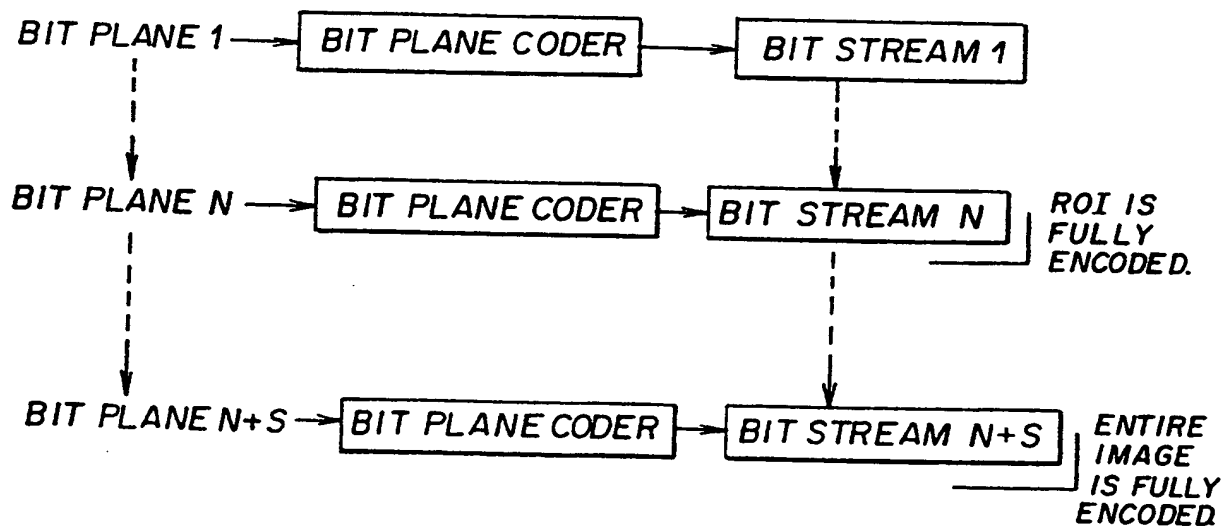 BIT PLANE 1
BIT PLANE CODER
BIT STREAM 1
BIT PLANE N
BIT PLANE CODER
BIT STREAM N
ROI IS
FULLY
ENCODED.
BIT PLANE N+S
BIT PLANE CODER
BIT STREAM N+S
ENTIRE
IMAGE
IS FULLY
ENCODED